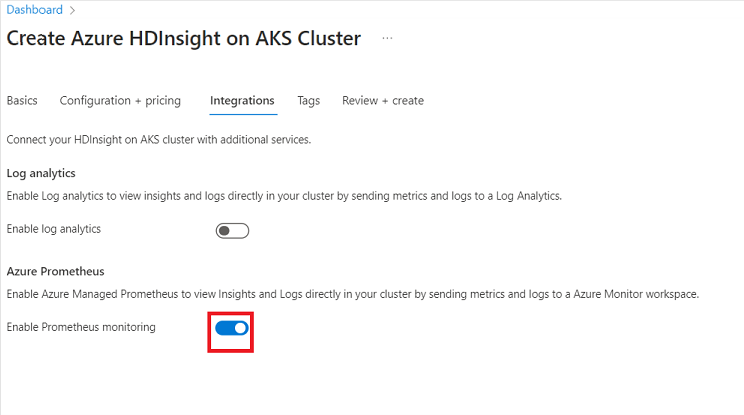 Dashboard >
Create Azure HDInsight on AKS Cluster ...
Basics Configuration + pricing Integrations Tags Review + create
Connect your HDInsight on AKS cluster with additional services.
Log analytics
Enable Log analytics to view insights and logs directly in your cluster by sending metrics and logs to a Log Analytics.
Enable log analytics
Azure Prometheus
Enable Azure Managed Prometheus to view Insights and Logs directly in your cluster by sending metrics and logs to a Azure Monitor workspace.
Enable Prometheus monitoring